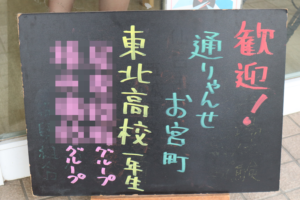 歓迎!
通りゃんせ
お宮町
東北高校一年生
グループ
グループ